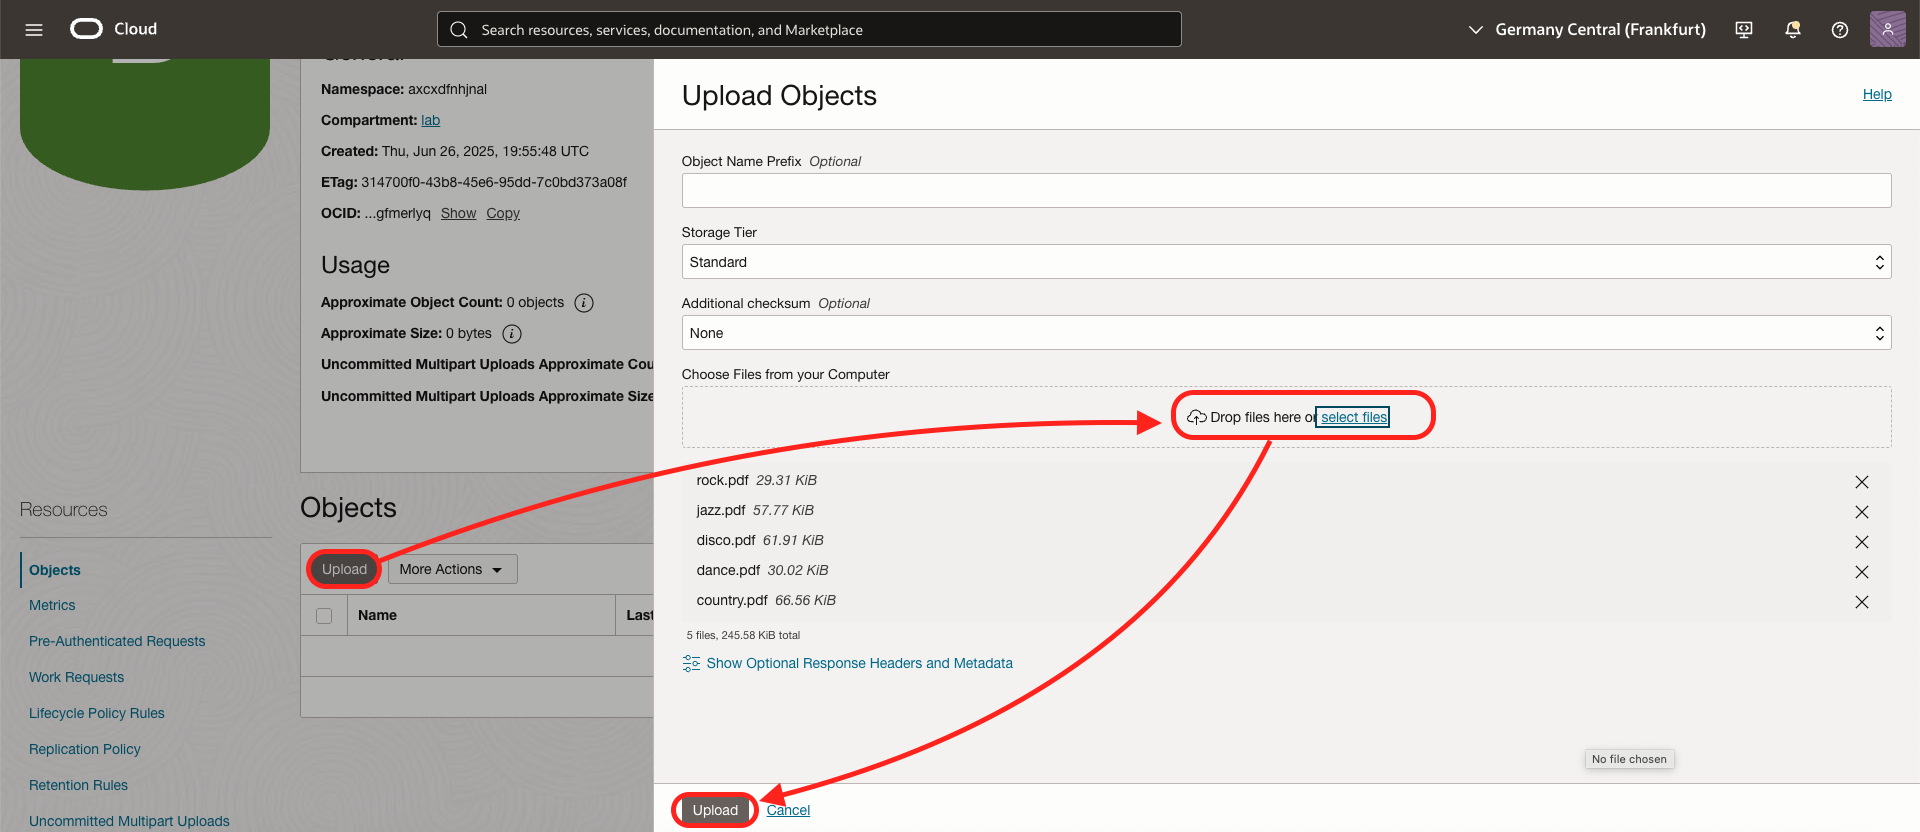 Cloud
Search resources, services, documentation, and Marketplace
Germany Central (Frankfurt)
Namespace: axcxdfnhjnal
Compartment: lab
Created: Thu, Jun 26, 2025, 19:55:48 UTC
ETag: 314700f0-43b8-45e6-95dd-7c0bd373a08f
OCID: ...gfmerlyq Show Copy
Usage
Approximate Object Count: 0 objects
Approximate Size: 0 bytes
Uncommitted Multipart Uploads Approximate Cou
Uncommitted Multipart Uploads Approximate Size
Resources
Objects
Metrics
Pre-Authenticated Requests
Work Requests
Lifecycle Policy Rules
Replication Policy
Retention Rules
Uncommitted Multipart Uploads
Objects
Upload More Actions
Name Last
Upload Objects
Help
Object Name Prefix Optional
Storage Tier
Standard
Additional checksum Optional
None
Choose Files from your Computer
Drop files here or select files
rock.pdf 29.31 KiB
jazz.pdf 57.77 KiB
disco.pdf 61.91 KiB
dance.pdf 30.02 KiB
country.pdf 66.56 KiB
5 files, 245.58 KiB total
Show Optional Response Headers and Metadata
No file chosen
Upload Cancel